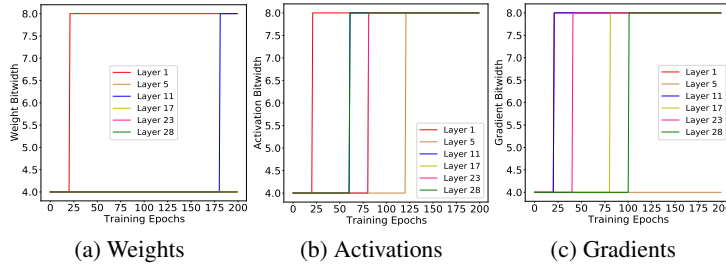 Weight Bitwidth
8.0
7.5
7.0
6.5
6.0
5.5
5.0
4.5
4.0
0 25 50 75 100 125 150 175 200
Training Epochs
Layer 1
Layer 5
Layer 11
Layer 17
Layer 23
Layer 28
(a) Weights
Activation Bitwidth
8.0
7.5
7.0
6.5
6.0
5.5
5.0
4.5
4.0
0 25 50 75 100 125 150 175 200
Training Epochs
Layer 1
Layer 5
Layer 11
Layer 17
Layer 23
Layer 28
(b) Activations
Gradient Bitwidth
8.0
7.5
7.0
6.5
6.0
5.5
5.0
4.5
4.0
0 25 50 75 100 125 150 175 200
Training Epochs
Layer 1
Layer 5
Layer 11
Layer 17
Layer 23
Layer 28
(c) Gradients